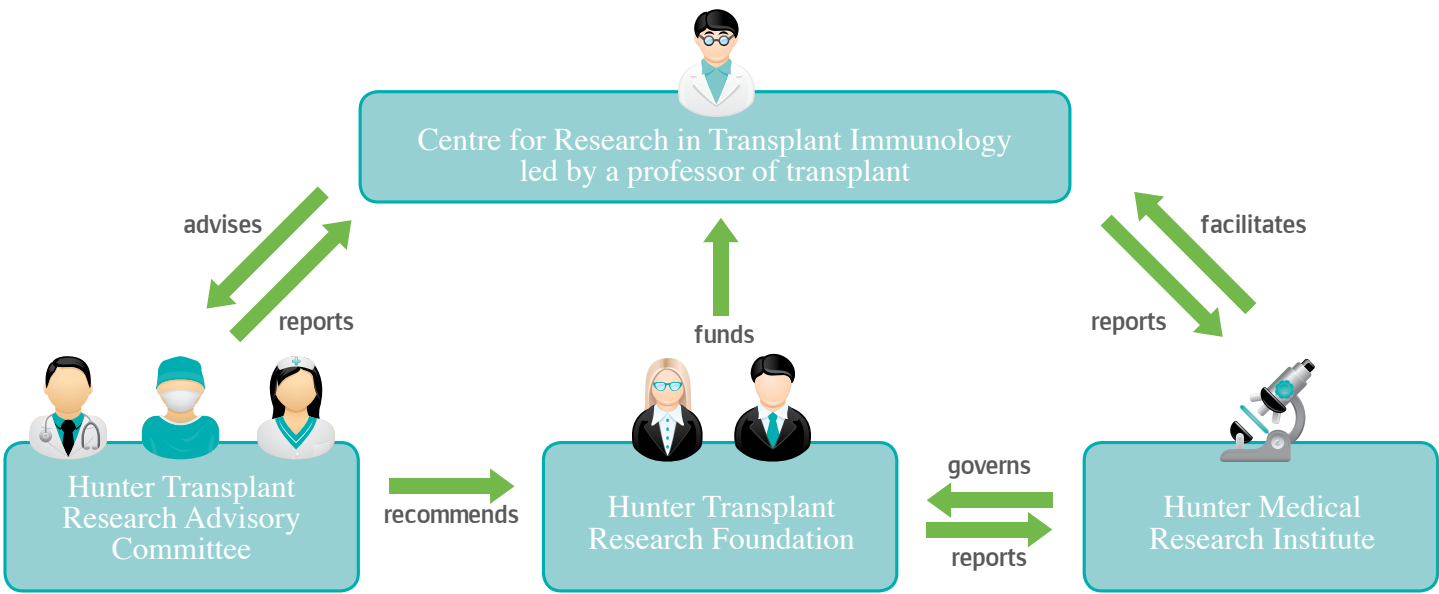 Centre for Research in Transplant Immunology
led by a professor of transplant
advises
facilitates
reports
reports
funds
Hunter Transplant
Research Advisory
Committee
recommends
Hunter Transplant
Research Foundation
governs
reports
Hunter Medical
Research Institute